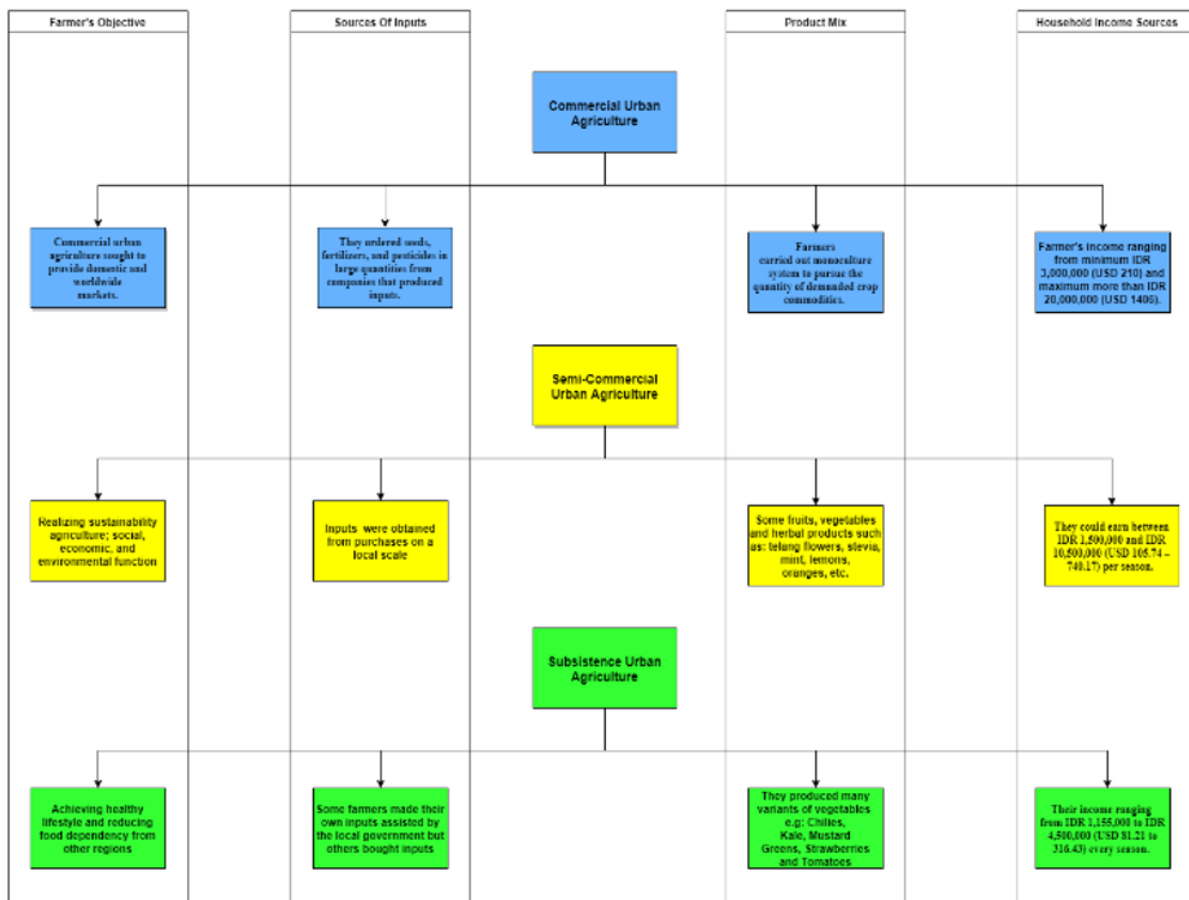 Farmer's Objective
Sources Of Inputs
Product Mix
Household Income Sources
Commercial Urban
Agriculture
Commercial urban
agriculture sought to
provide domestic and
worldwide
markets.
They ordered seeds,
fertilizers, and pesticides in
large quantities from
companies that produced
inputs.
Farmers
carried out monoculture
system to pursue the
quantity of demanded crop
commodities.
Farmer's income ranging
from minimum IDR
3,000,000 (USD 210) and
maximum more than IDR
20,000,000 (USD 1406).
Semi-Commercial
Urban Agriculture
Realizing sustainability
agriculture; social,
economic, and
environmental function
Inputs were obtained
from purchases on a
local scale
Some fruits, vegetables
and herbal products such
as: telang flowers, stevia,
mint, lemons,
oranges, etc.
They could earn between
IDR 1,500,000 and IDR
10,500,000 (USD 105.74 –
740.17) per season.
Subsistence Urban
Agriculture
Achieving healthy
lifestyle and reducing
food dependency from
other regions
Some farmers made their
own inputs assisted by
the local government but
others bought inputs
They produced many
variants of vegetables
e.g: Chilies,
Kale, Mustard
Greens, Strawberries
and Tomatoes
Their income ranging
from IDR 1,155,000 to IDR
4,500,000 (USD 81.21 to
316.43) every season.